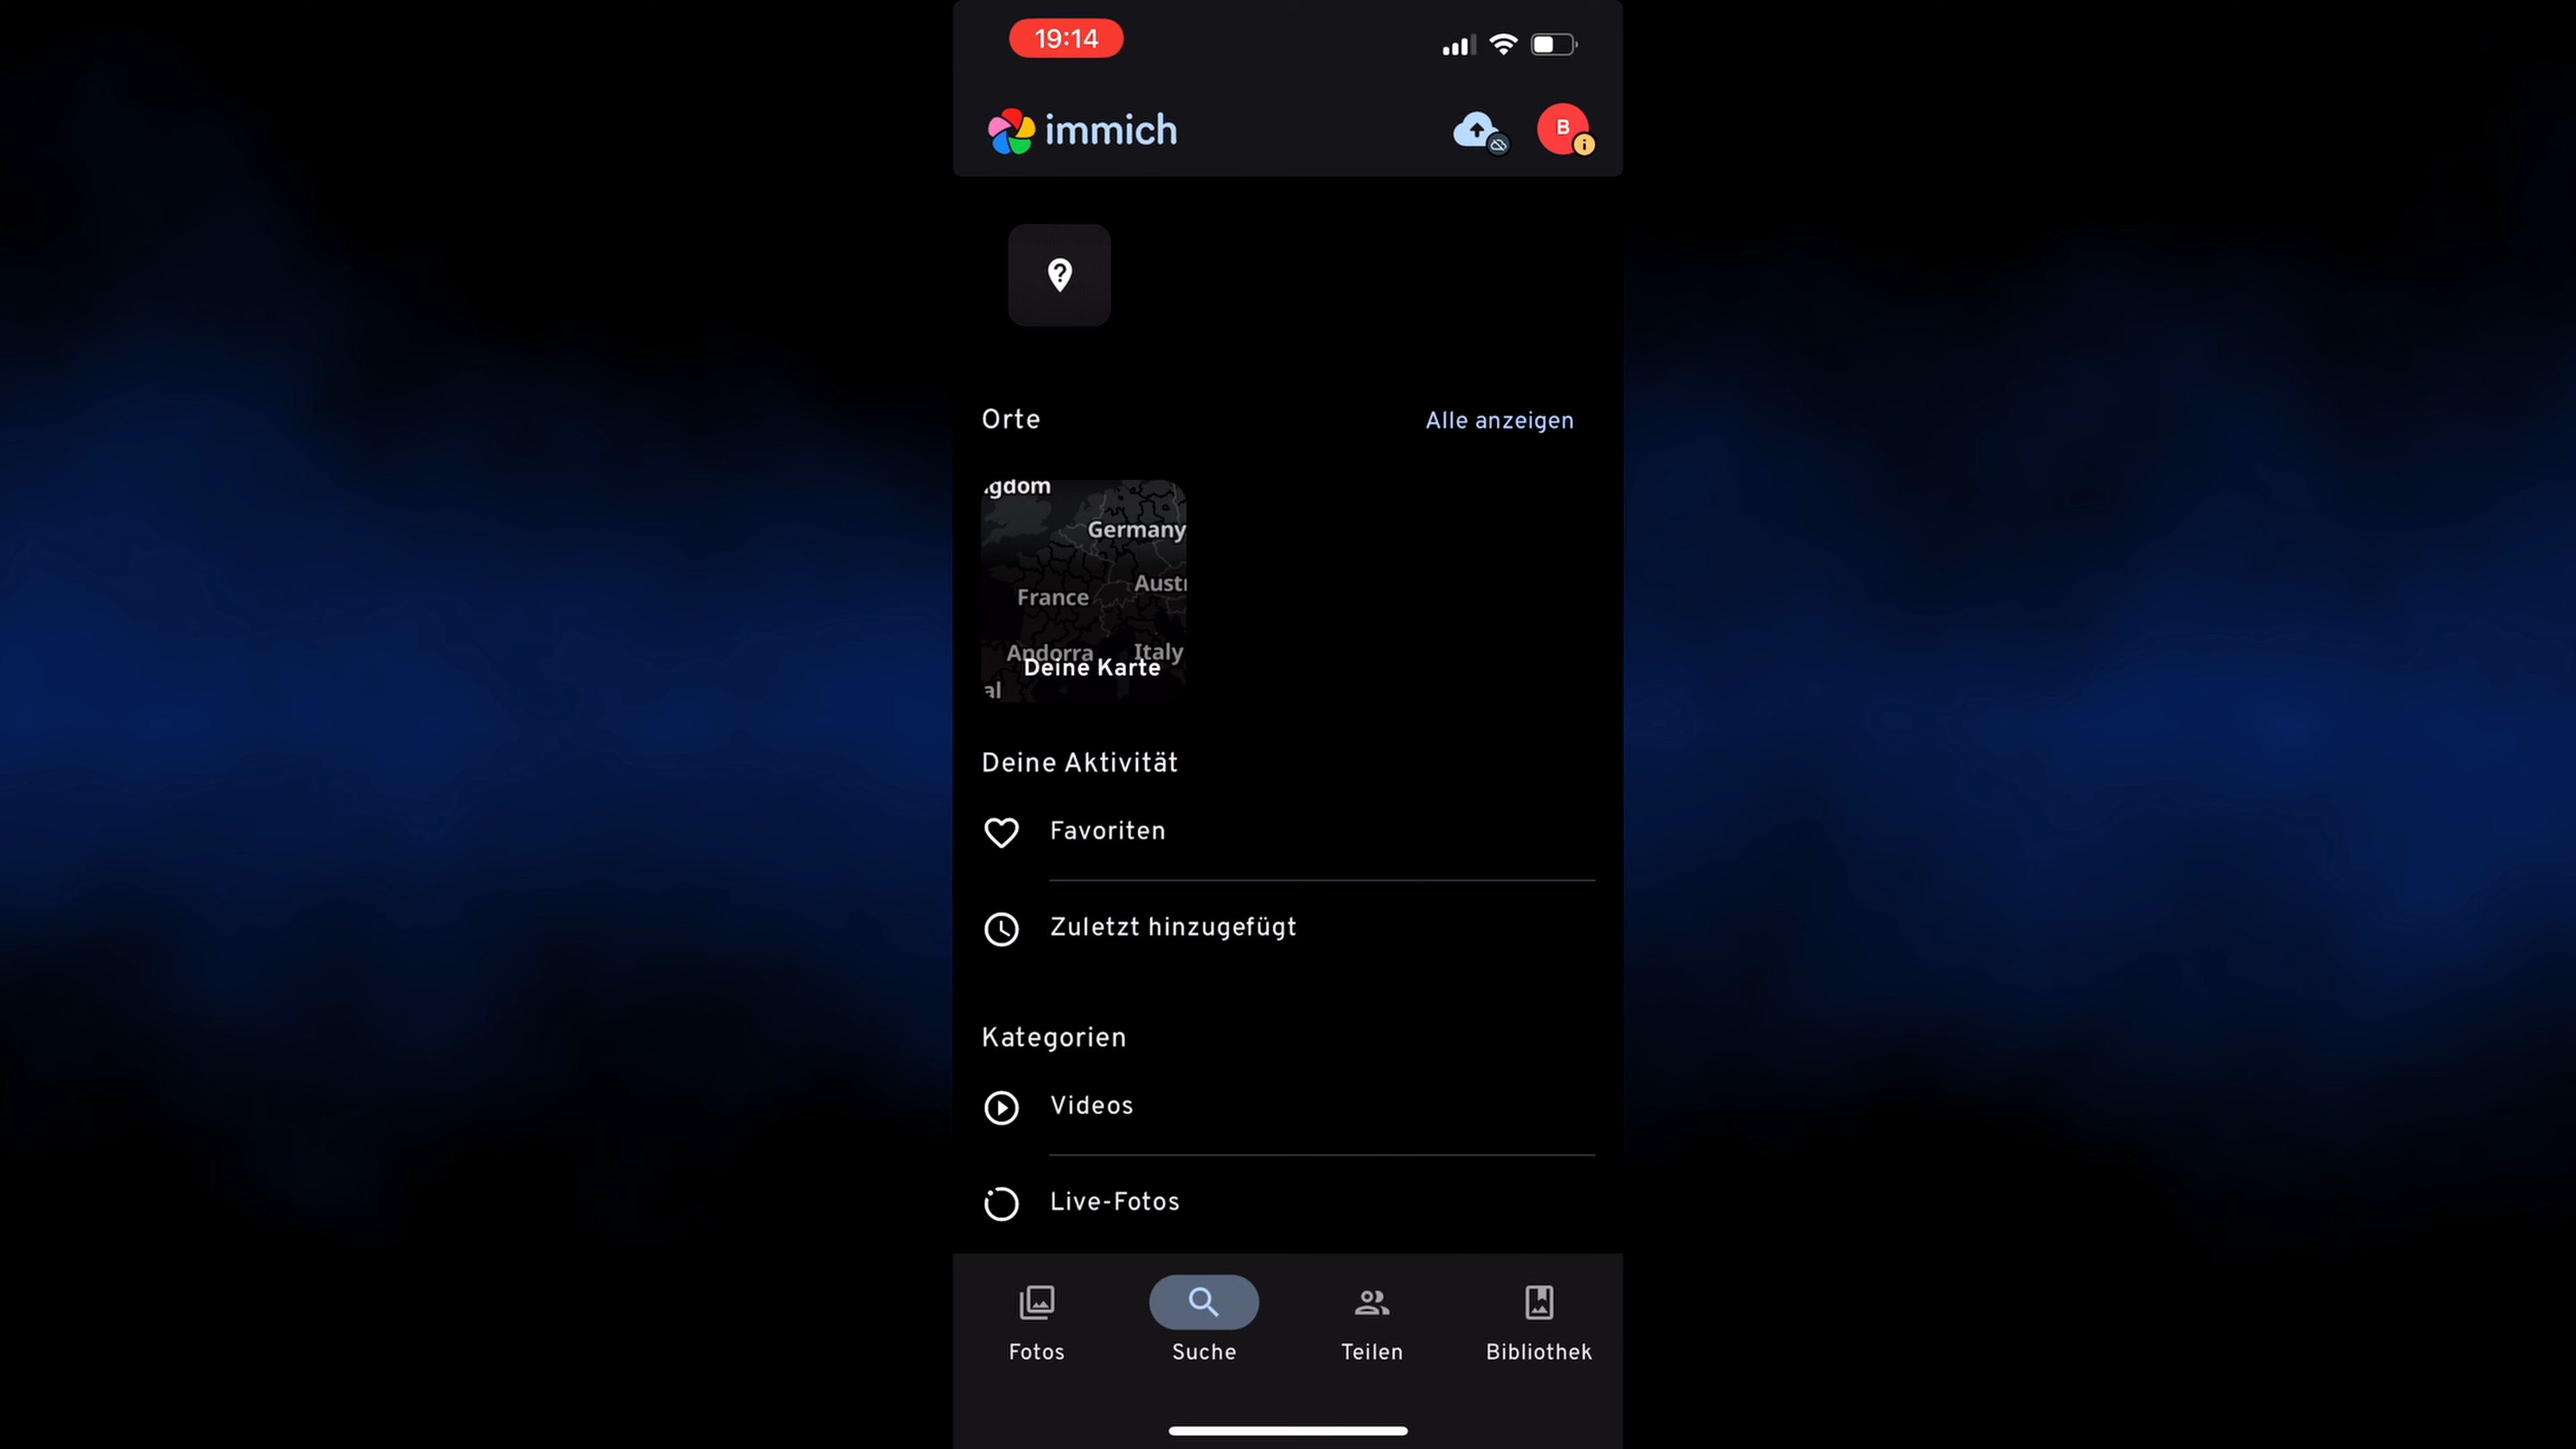 19:14
immich
B
Orte
Alle anzeigen
gdom
Germany
Austr
France
Andorra
Italy
Deine Karte
al
Deine Aktivität
Favoriten
Zuletzt hinzugefügt
Kategorien
Videos
Live-Fotos
Fotos
Suche
Teilen
Bibliothek